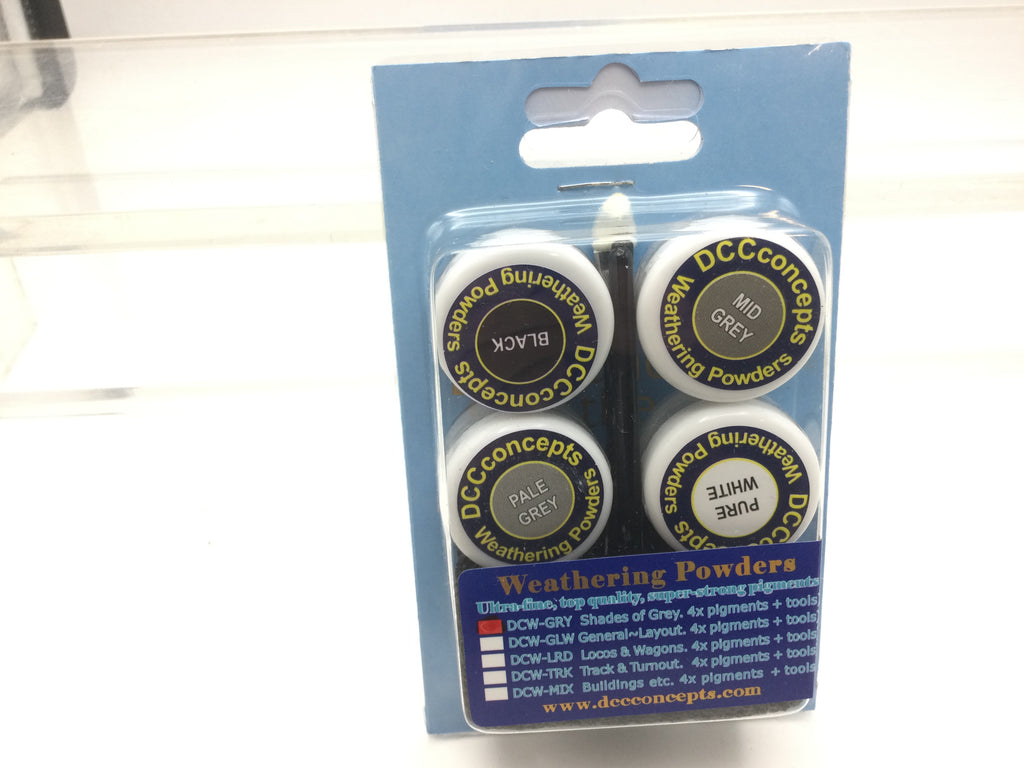 DCCconcepts
Weathering Powders
BLACK
DCCconcepts
Weathering Powders
MID
GREY
DCCconcepts
Weathering Powders
PALE
GREY
DCCconcepts
Weathering Powders
PURE
WHITE
Weathering Powders
Ultra-fine, top quality, super-strong pigments
DCW-GRY Shades of Grey. 4x pigments + tools
DCW-GLW General~Layout. 4x pigments + tools
DCW-LRD Locos & Wagons. 4x pigments + tools
DCW-TRK Track & Turnout. 4x pigments + tools
DCW-MIX Buildings etc. 4x pigments + tools
www.dccconcepts.com